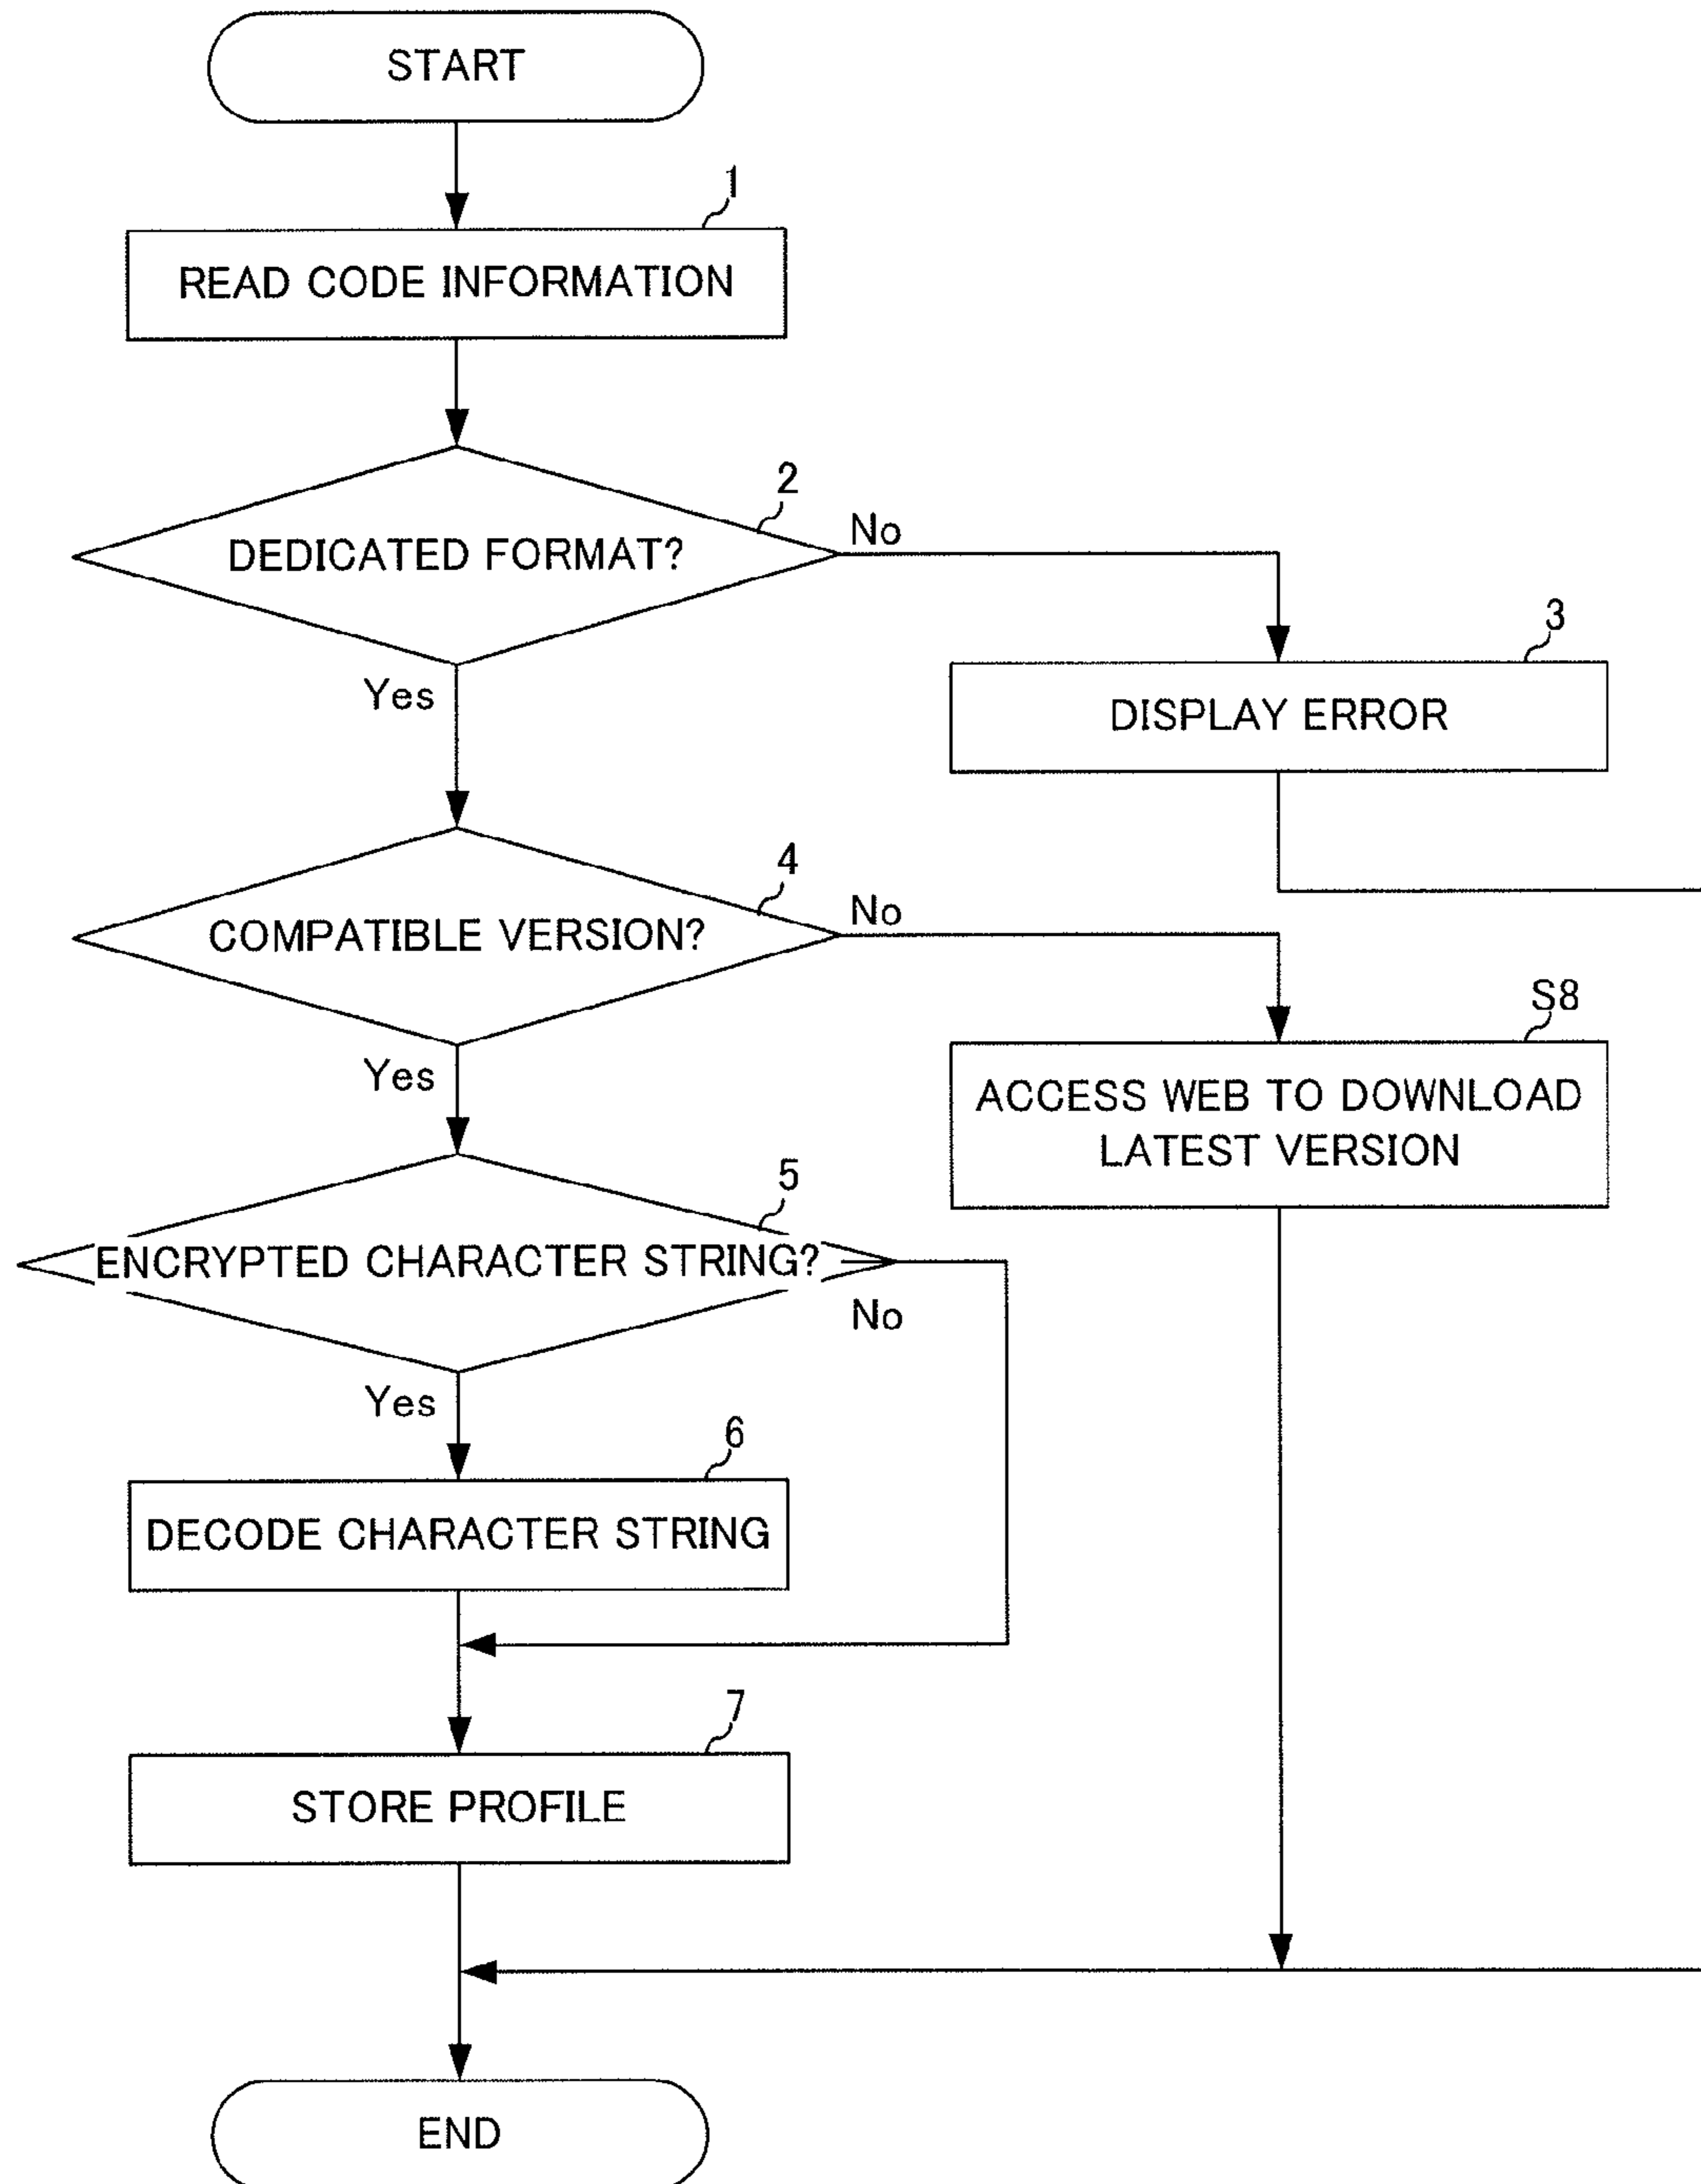 START
1
READ CODE INFORMATION
2
DEDICATED FORMAT?
No
3
Yes
DISPLAY ERROR
4
COMPATIBLE VERSION?
No
S8
Yes
ACCESS WEB TO DOWNLOAD
LATEST VERSION
5
ENCRYPTED CHARACTER STRING?
No
Yes
6
DECODE CHARACTER STRING
7
STORE PROFILE
END